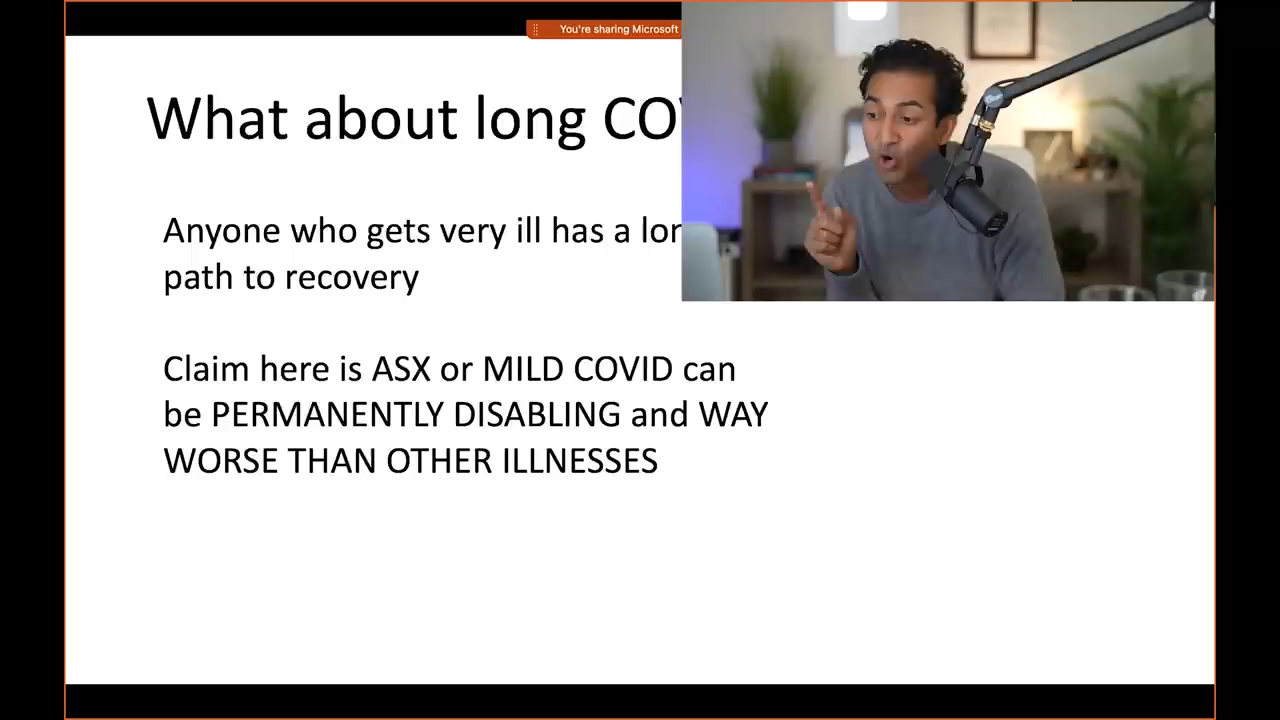 You're sharing Microsoft
What about long CO
Anyone who gets very ill has a lon
path to recovery
Claim here is ASX or MILD COVID can
be PERMANENTLY DISABLING and WAY
WORSE THAN OTHER ILLNESSES